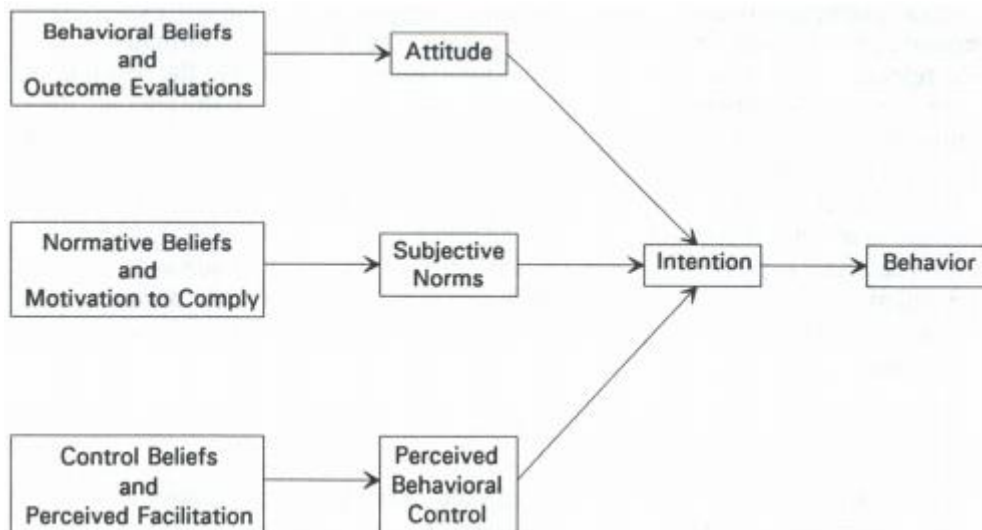 Behavioral Beliefs
and
Outcome Evaluations
Attitude
Normative Beliefs
and
Motivation to Comply
Subjective
Norms
Intention
Behavior
Control Beliefs
and
Perceived Facilitation
Perceived
Behavioral
Control